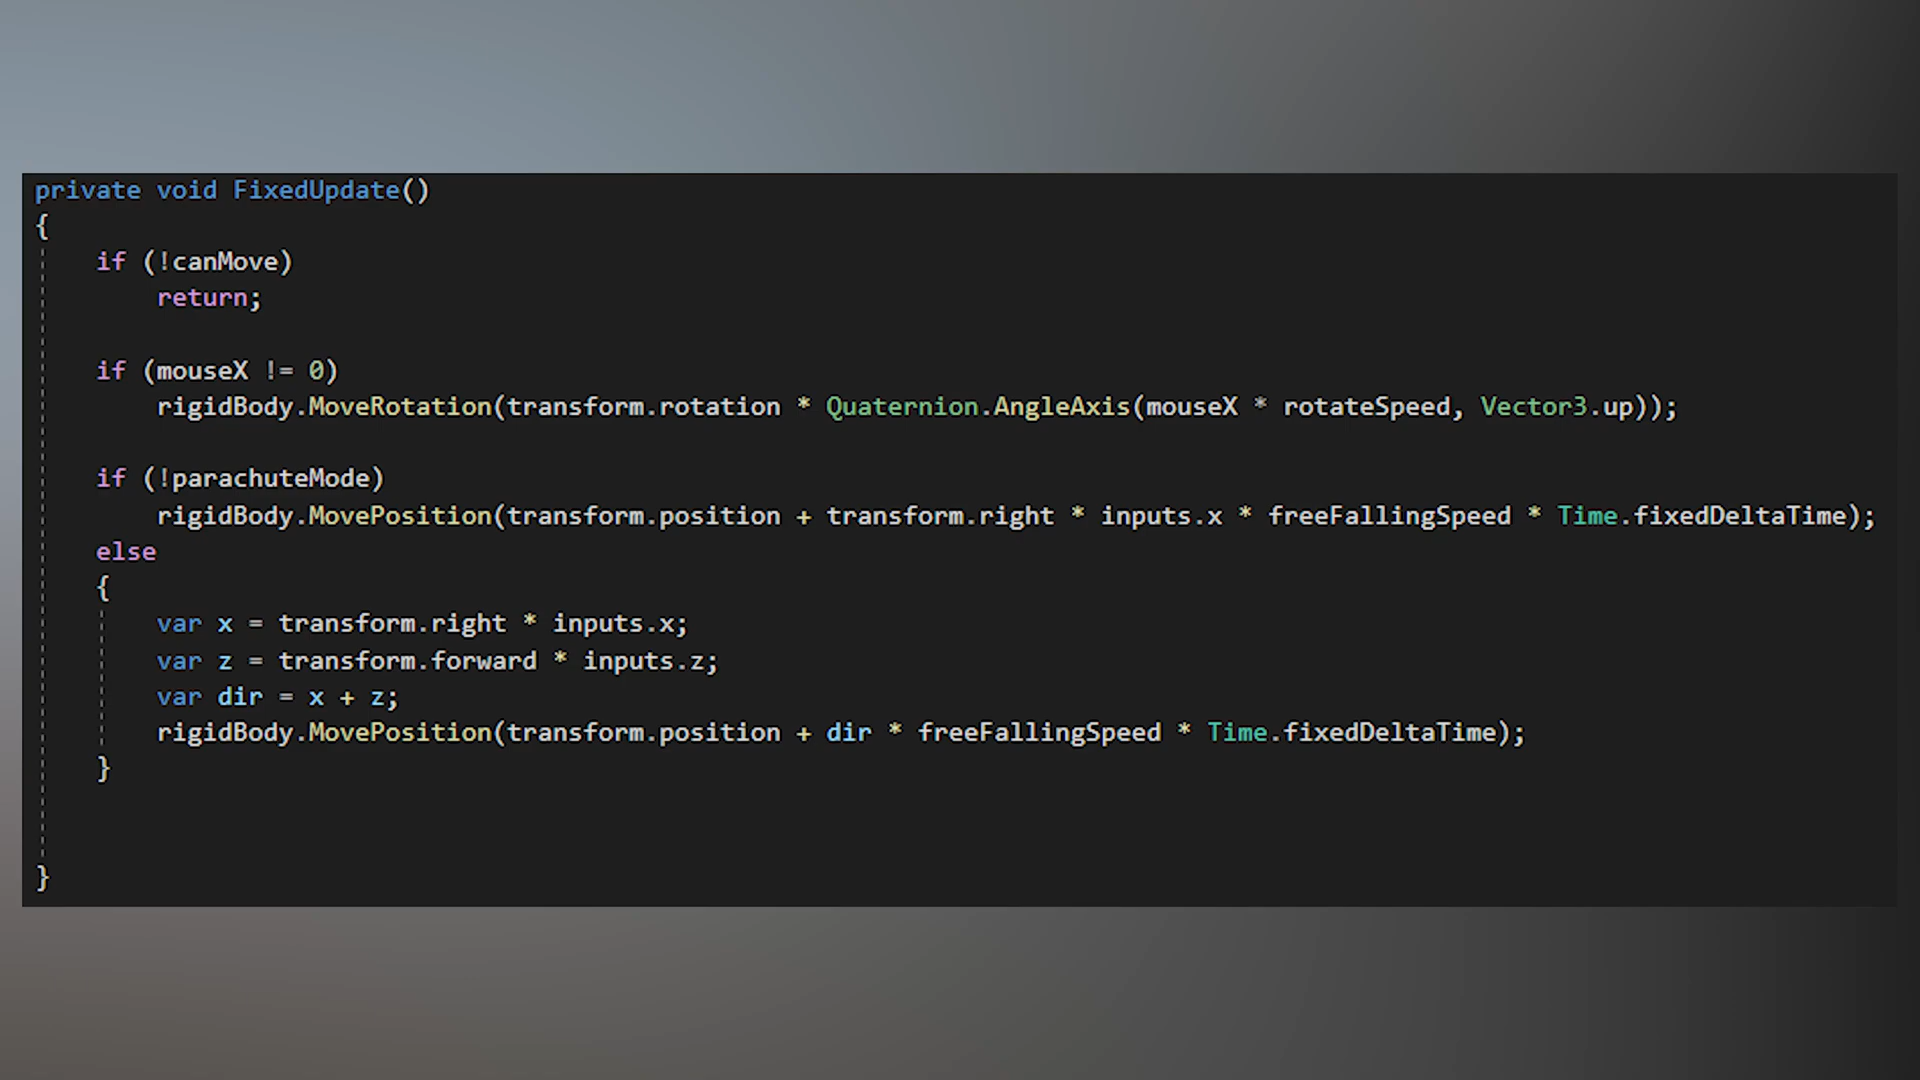 private void FixedUpdate()
{
if (!canMove)
return;
if (mouseX != 0)
rigidBody.MoveRotation(transform.rotation * Quaternion.AngleAxis(mouseX * rotateSpeed, Vector3.up));
if (!parachuteMode)
rigidBody.MovePosition(transform.position + transform.right * inputs.x * freeFallingSpeed * Time.fixedDeltaTime);
else
{
var x = transform.right * inputs.x;
var z = transform.forward * inputs.z;
var dir = x + z;
rigidBody.MovePosition(transform.position + dir * freeFallingSpeed * Time.fixedDeltaTime);
}
}